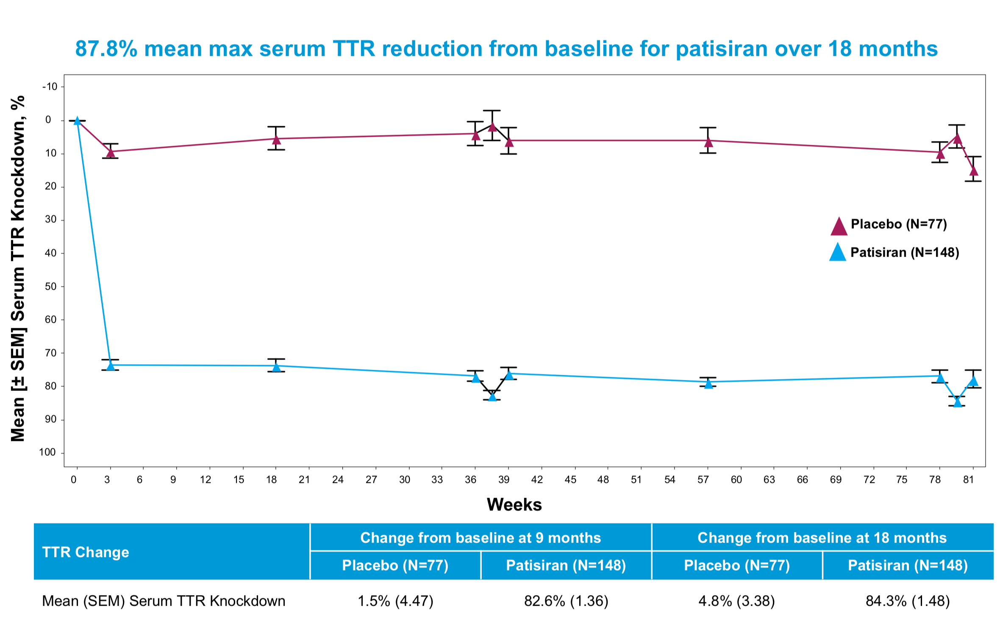 87.8% mean max serum TTR reduction from baseline for patisiran over 18 months
Mean [± SEM] Serum TTR Knockdown, %
-10
0
10
20
30
40
50
60
70
80
90
100
Placebo (N=77)
Patisiran (N=148)
0 3 6 9 12 15 18 21 24 27 30 33 36 39 42 45 48 51 54 57 60 63 66 69 72 75 78 81
Weeks
TTR Change
Change from baseline at 9 months Change from baseline at 18 months
Placebo (N=77) Patisiran (N=148) Placebo (N=77) Patisiran (N=148)
Mean (SEM) Serum TTR Knockdown 1.5% (4.47) 82.6% (1.36) 4.8% (3.38) 84.3% (1.48)